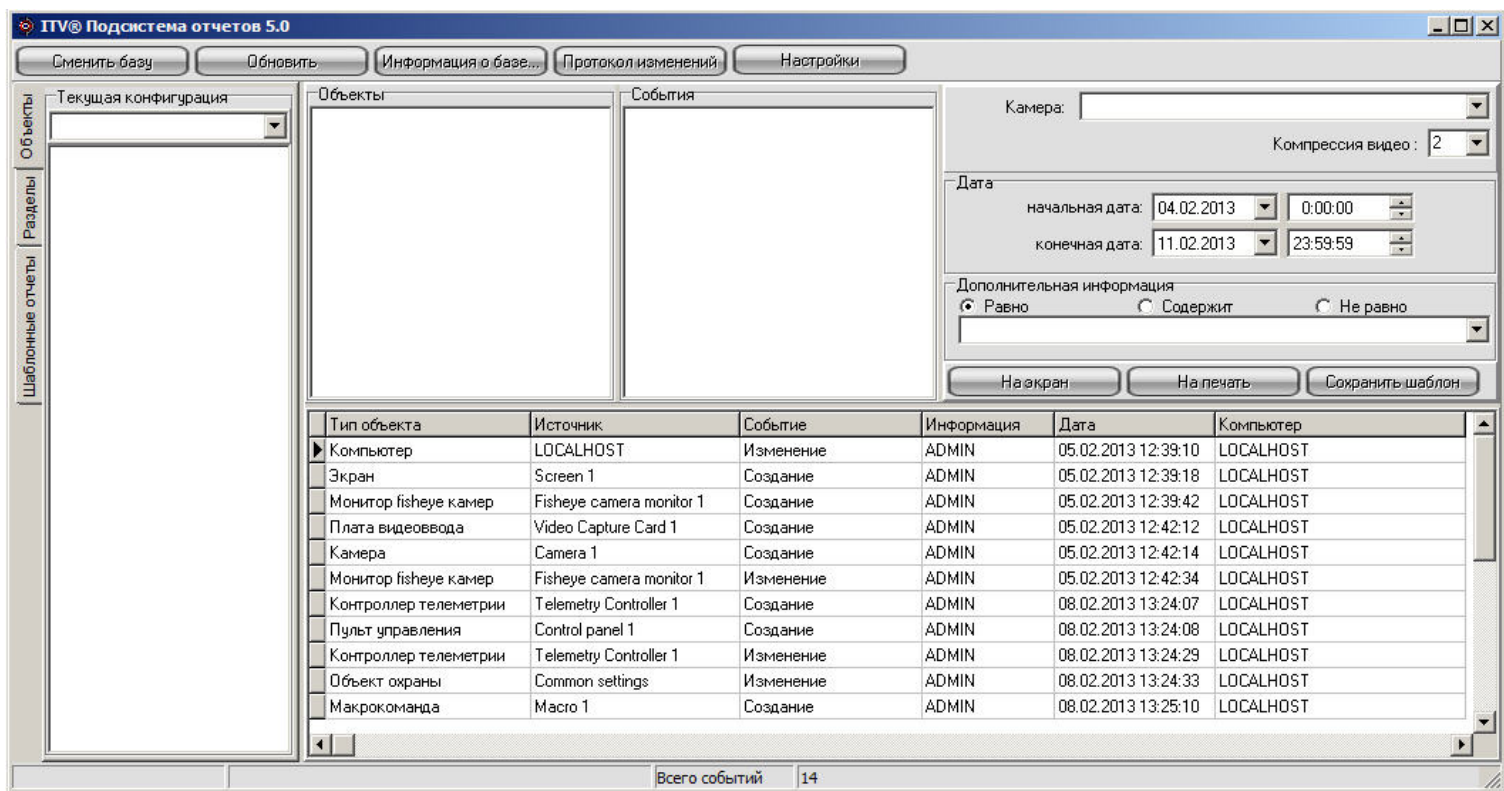 ITV® Подсистема отчетов 5.0
Сменить базу Обновить Информация о базе... Протокол изменений Настройки
Объекты
Разделы
Шаблонные отчеты
Текущая конфигурация
Объекты
События
Камера:
Компрессия видео : 2
Дата
начальная дата: 04.02.2013 0:00:00
конечная дата: 11.02.2013 23:59:59
Дополнительная информация
Равно Содержит Не равно
На экран На печать Сохранить шаблон
Тип объекта Источник Событие Информация Дата Компьютер
Компьютер LOCALHOST Изменение ADMIN 05.02.2013 12:39:10 LOCALHOST
Экран Screen 1 Создание ADMIN 05.02.2013 12:39:18 LOCALHOST
Монитор fisheye камер Fisheye camera monitor 1 Создание ADMIN 05.02.2013 12:39:42 LOCALHOST
Плата видеоввода Video Capture Card 1 Создание ADMIN 05.02.2013 12:42:12 LOCALHOST
Камера Camera 1 Создание ADMIN 05.02.2013 12:42:14 LOCALHOST
Монитор fisheye камер Fisheye camera monitor 1 Изменение ADMIN 05.02.2013 12:42:34 LOCALHOST
Контроллер телеметрии Telemetry Controller 1 Создание ADMIN 08.02.2013 13:24:07 LOCALHOST
Пульт управления Control panel 1 Создание ADMIN 08.02.2013 13:24:08 LOCALHOST
Контроллер телеметрии Telemetry Controller 1 Изменение ADMIN 08.02.2013 13:24:29 LOCALHOST
Объект охраны Common settings Изменение ADMIN 08.02.2013 13:24:33 LOCALHOST
Макрокоманда Macro 1 Создание ADMIN 08.02.2013 13:25:10 LOCALHOST
Всего событий 14